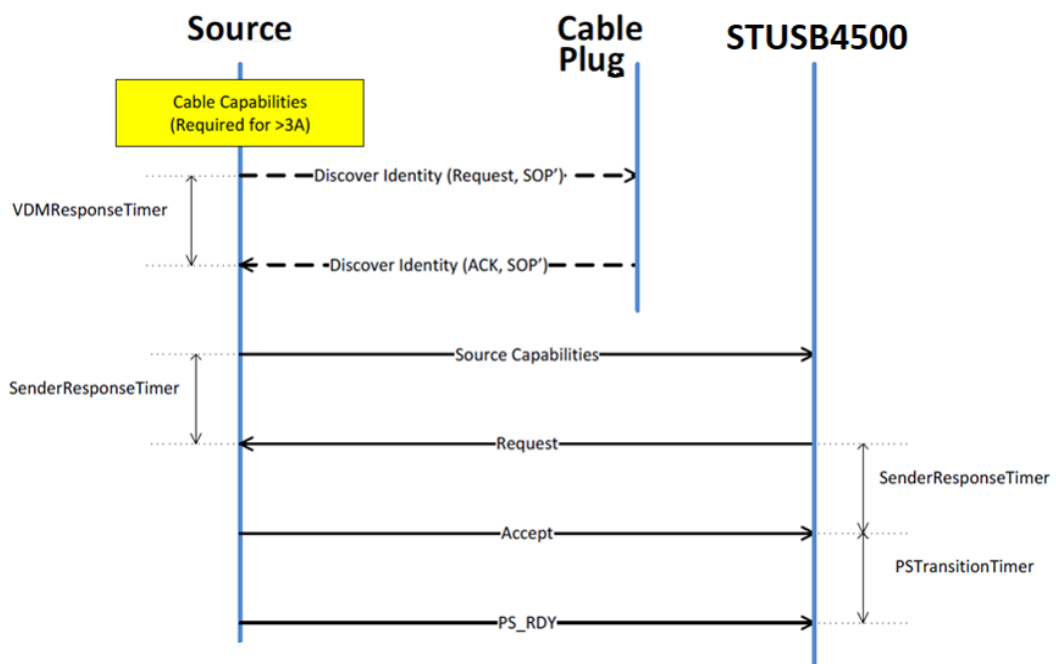 Source
Cable
Plug
STUSB4500
Cable Capabilities
(Required for >3A)
Discover Identity (Request, SOP')
VDMResponseTimer
Discover Identity (ACK, SOP')
Source Capabilities
SenderResponseTimer
Request
SenderResponseTimer
Accept
PSTransitionTimer
PS_RDY